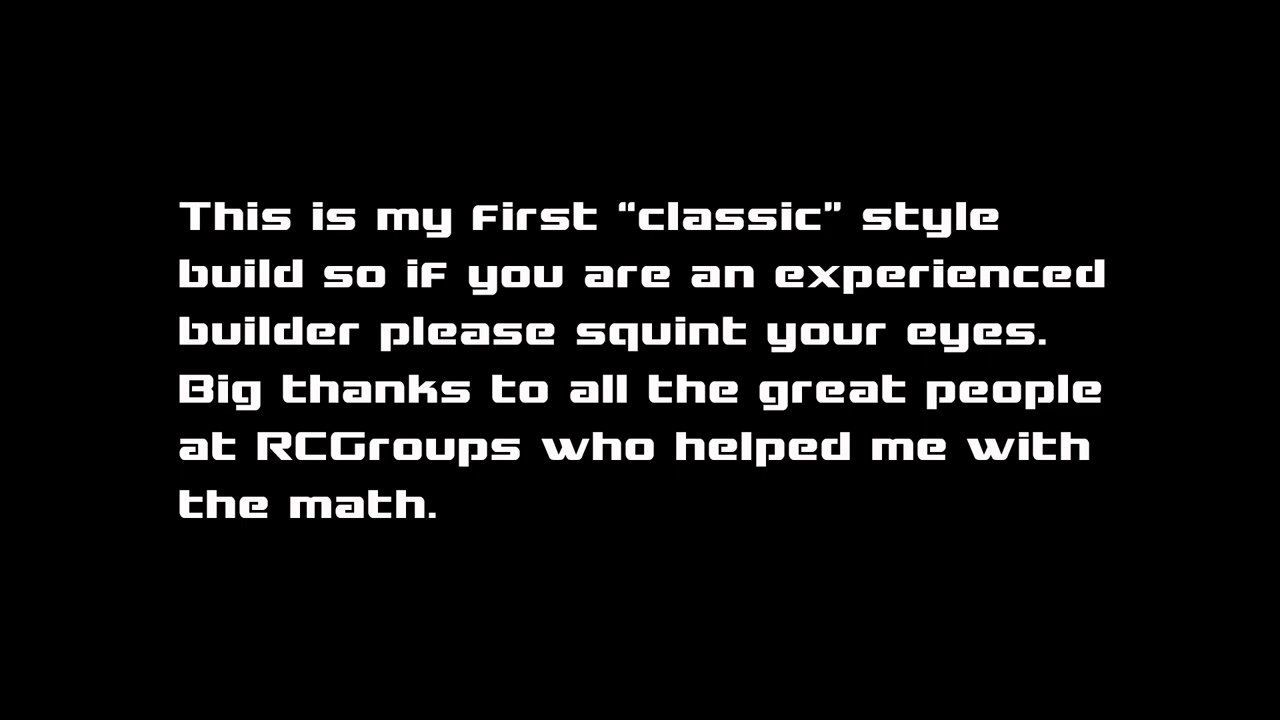 This is my first “classic” style
build so if you are an experienced
builder please squint your eyes.
Big thanks to all the great people
at RCGroups who helped me with
the math.